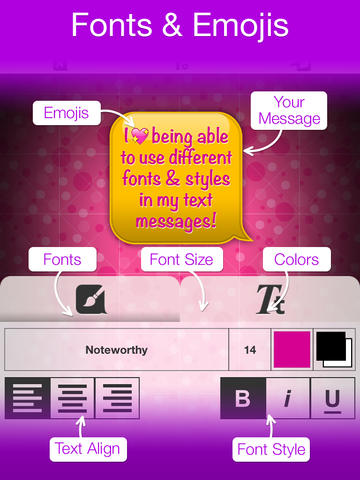 Fonts & Emojis
Emojis
Your
Message
I 💘 being able
to use different
fonts & styles
in my text
messages!
Fonts
Font Size
Colors
Tt
Noteworthy
14
B
i
U
Text Align
Font Style